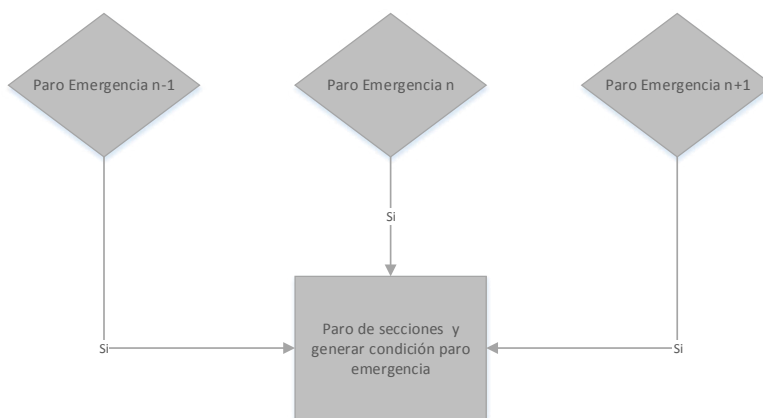 Paro Emergencia n-1
Paro Emergencia n
Paro Emergencia n+1
Si
Paro de secciones y
generar condición paro
emergencia
Si
Si